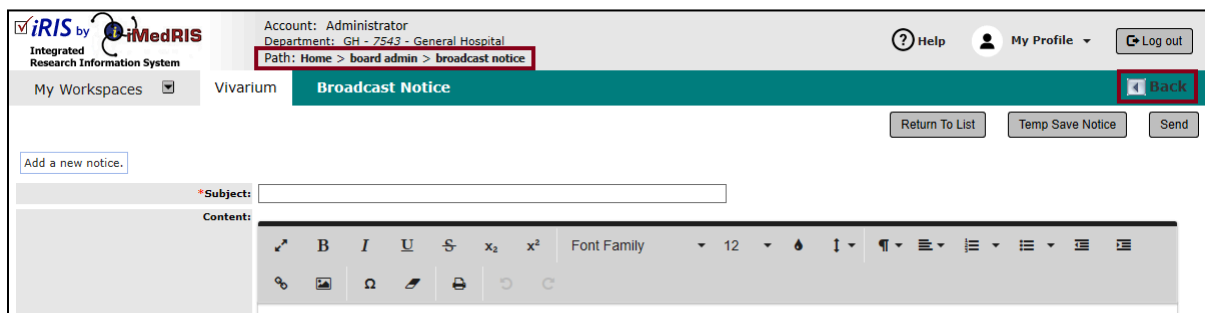 iRIS by iMedRIS
Integrated
Research Information System
Account: Administrator
Department: GH - 7543 - General Hospital
Path: Home > board admin > broadcast notice
? Help
My Profile
Log out
My Workspaces
Vivarium
Broadcast Notice
Back
Return To List
Temp Save Notice
Send
Add a new notice.
*Subject:
Content:
B I U S x₂ x² Font Family 12 ¶
Ω